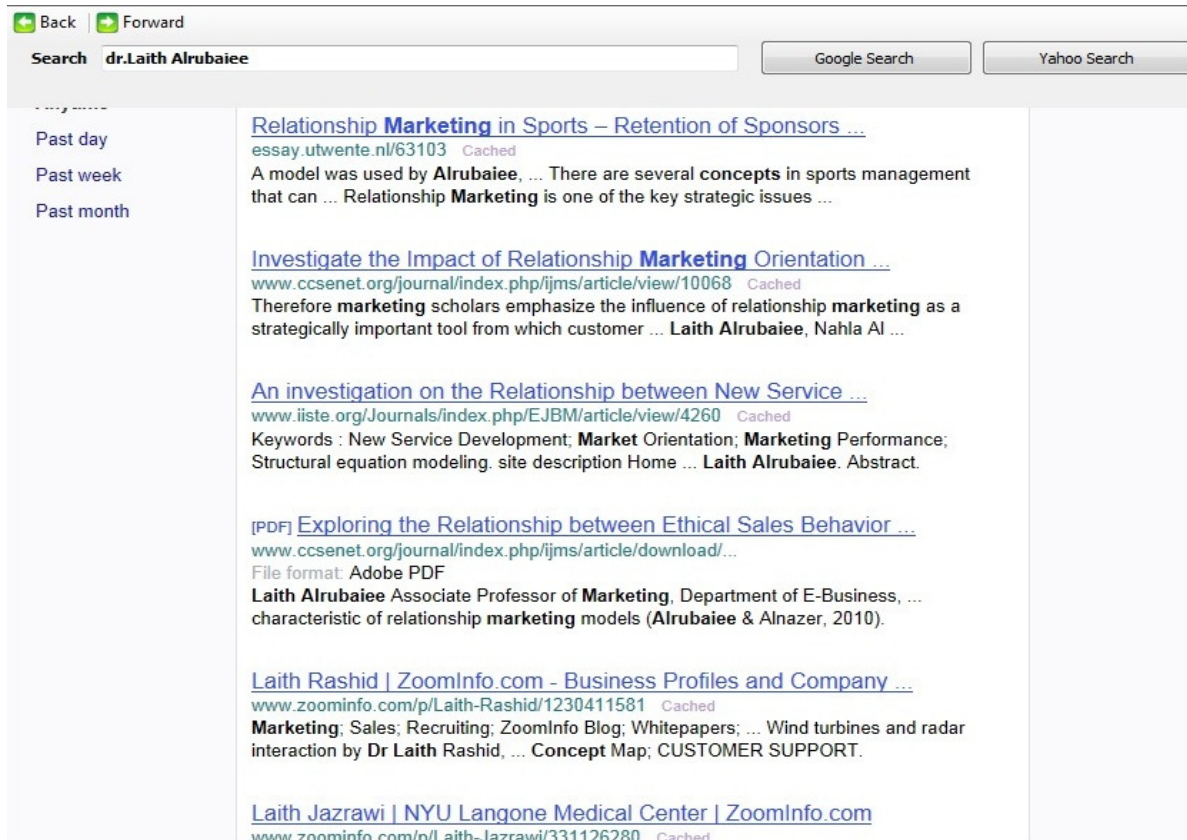 Back Forward
Search dr.Laith Alrubaiee Google Search Yahoo Search
Past day
Past week
Past month
Relationship Marketing in Sports – Retention of Sponsors ...
essay.utwente.nl/63103 Cached
A model was used by Alrubaiee, ... There are several concepts in sports management
that can ... Relationship Marketing is one of the key strategic issues ...
Investigate the Impact of Relationship Marketing Orientation ...
www.ccsenet.org/journal/index.php/ijms/article/view/10068 Cached
Therefore marketing scholars emphasize the influence of relationship marketing as a
strategically important tool from which customer ... Laith Alrubaiee, Nahla Al ...
An investigation on the Relationship between New Service ...
www.iiste.org/Journals/index.php/EJBM/article/view/4260 Cached
Keywords : New Service Development; Market Orientation; Marketing Performance;
Structural equation modeling. site description Home ... Laith Alrubaiee. Abstract.
[PDF] Exploring the Relationship between Ethical Sales Behavior ...
www.ccsenet.org/journal/index.php/ijms/article/download/...
File format: Adobe PDF
Laith Alrubaiee Associate Professor of Marketing, Department of E-Business, ...
characteristic of relationship marketing models (Alrubaiee & Alnazer, 2010).
Laith Rashid | ZoomInfo.com - Business Profiles and Company ...
www.zoominfo.com/p/Laith-Rashid/1230411581 Cached
Marketing; Sales; Recruiting; ZoomInfo Blog; Whitepapers; ... Wind turbines and radar
interaction by Dr Laith Rashid, ... Concept Map; CUSTOMER SUPPORT.
Laith Jazrawi | NYU Langone Medical Center | ZoomInfo.com
www.zoominfo.com/p/Laith-Jazrawi/331126280 Cached